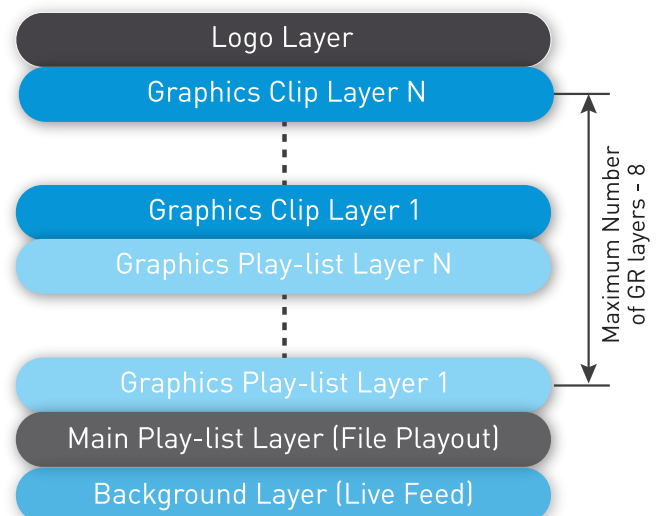 Logo Layer
Graphics Clip Layer N
Graphics Clip Layer 1
Graphics Play-list Layer N
Graphics Play-list Layer 1
Main Play-list Layer (File Playout)
Background Layer (Live Feed)
Maximum Number
of GR layers - 8